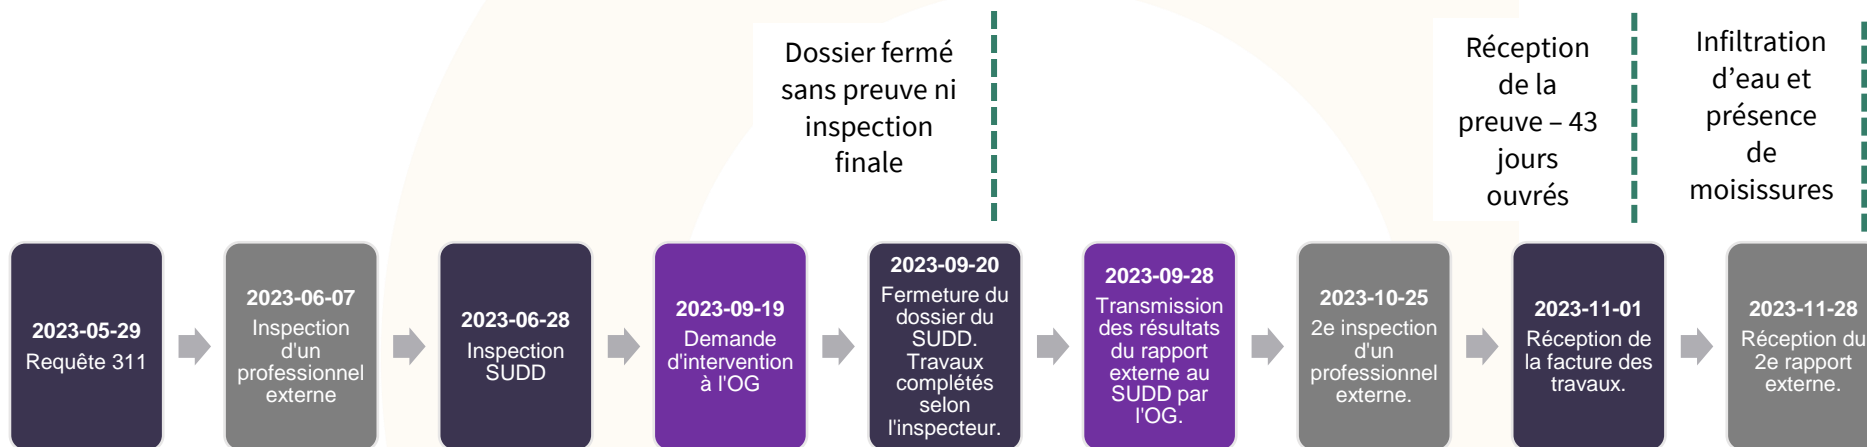 Dossier fermé
sans preuve ni
inspection
finale
Réception
de la
preuve – 43
jours
ouvrés
Infiltration
d’eau et
présence
de
moisissures
2023-05-29
Requête 311
2023-06-07
Inspection
d'un
professionnel
externe
2023-06-28
Inspection
SUDD
2023-09-19
Demande
d'intervention
à l'OG
2023-09-20
Fermeture du
dossier du
SUDD.
Travaux
complétés
selon
l'inspecteur.
2023-09-28
Transmission
des résultats
du rapport
externe au
SUDD par
l'OG.
2023-10-25
2e inspection
d'un
professionnel
externe.
2023-11-01
Réception de
la facture des
travaux.
2023-11-28
Réception du
2e rapport
externe.